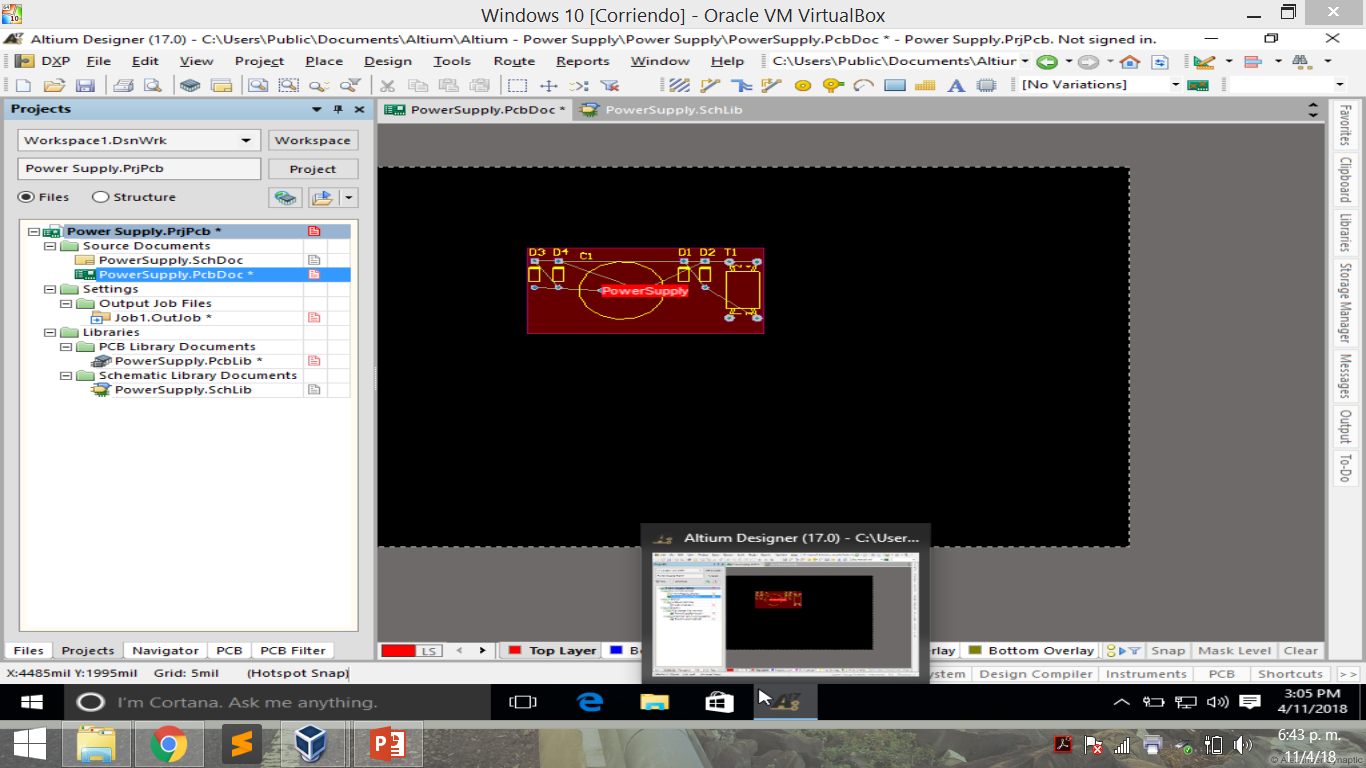 Windows 10 [Corriendo] - Oracle VM VirtualBox
Altium Designer (17.0) - C:\Users\Public\Documents\Altium\Altium - Power Supply\Power Supply\PowerSupply.PcbDoc * - Power Supply.PrjPcb. Not signed in.
DXP File Edit View Project Place Design Tools Route Reports Window Help C:\Users\Public\Documents\Altiur
[No Variations]
Projects
PowerSupply.PcbDoc * PowerSupply.SchLib
Workspace1.DsnWrk Workspace
Power Supply.PrjPcb Project
Files Structure
Power Supply.PrjPcb *
Source Documents
PowerSupply.SchDoc
PowerSupply.PcbDoc *
Settings
Output Job Files
Job1.OutJob *
Libraries
PCB Library Documents
PowerSupply.PcbLib *
Schematic Library Documents
PowerSupply.SchLib
D3 D4 C1 D1 D2 T1
PowerSupply
Favorites
Clipboard
Libraries
Storage Manager
Messages
Output
To-Do
Altium Designer (17.0) - C:\User...
Files Projects Navigator PCB PCB Filter
LS Top Layer Bo erlay Bottom Overlay Snap Mask Level Clear
X:4485mil Y:1995mil Grid: 5mil (Hotspot Snap)
ystem Design Compiler Instruments PCB Shortcuts >>
I'm Cortana. Ask me anything.
3:05 PM
4/11/2018
6:43 p. m.
11/4/18